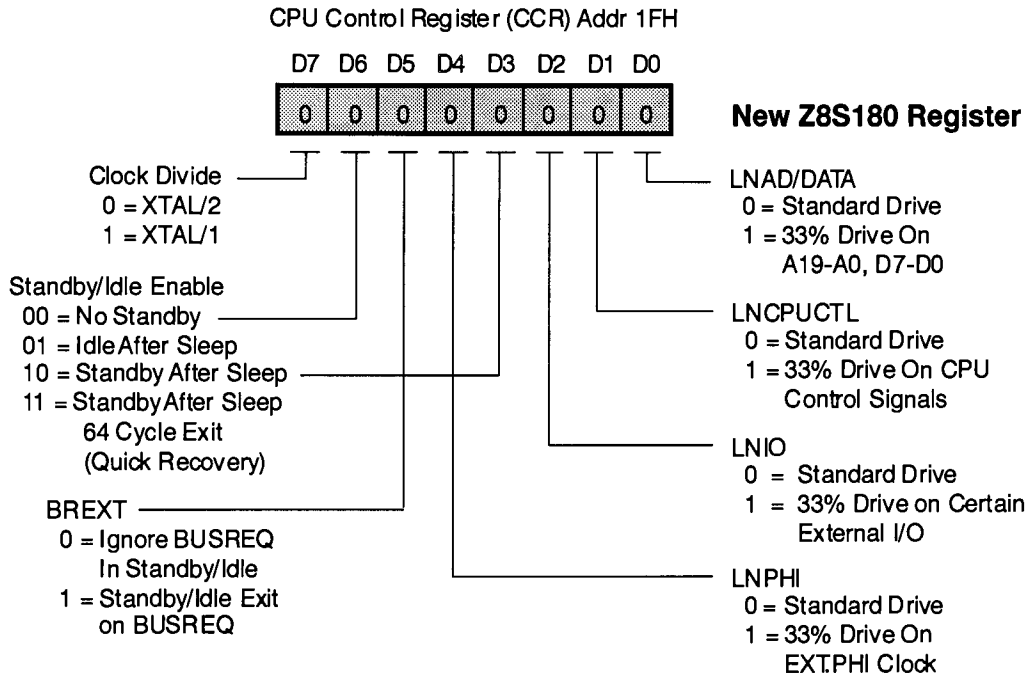 CPU Control Register (CCR) Addr 1FH
D7 D6 D5 D4 D3 D2 D1 D0
0 0 0 0 0 0 0 0
New Z8S180 Register
Clock Divide
0 = XTAL/2
1 = XTAL/1
Standby/Idle Enable
00 = No Standby
01 = Idle After Sleep
10 = Standby After Sleep
11 = Standby After Sleep
64 Cycle Exit
(Quick Recovery)
BREXT
0 = Ignore BUSREQ
In Standby/Idle
1 = Standby/Idle Exit
on BUSREQ
LNAD/DATA
0 = Standard Drive
1 = 33% Drive On
A19-A0, D7-D0
LNCPUCTL
0 = Standard Drive
1 = 33% Drive On CPU
Control Signals
LNIO
0 = Standard Drive
1 = 33% Drive on Certain
External I/O
LNPHI
0 = Standard Drive
1 = 33% Drive On
EXT.PHI Clock